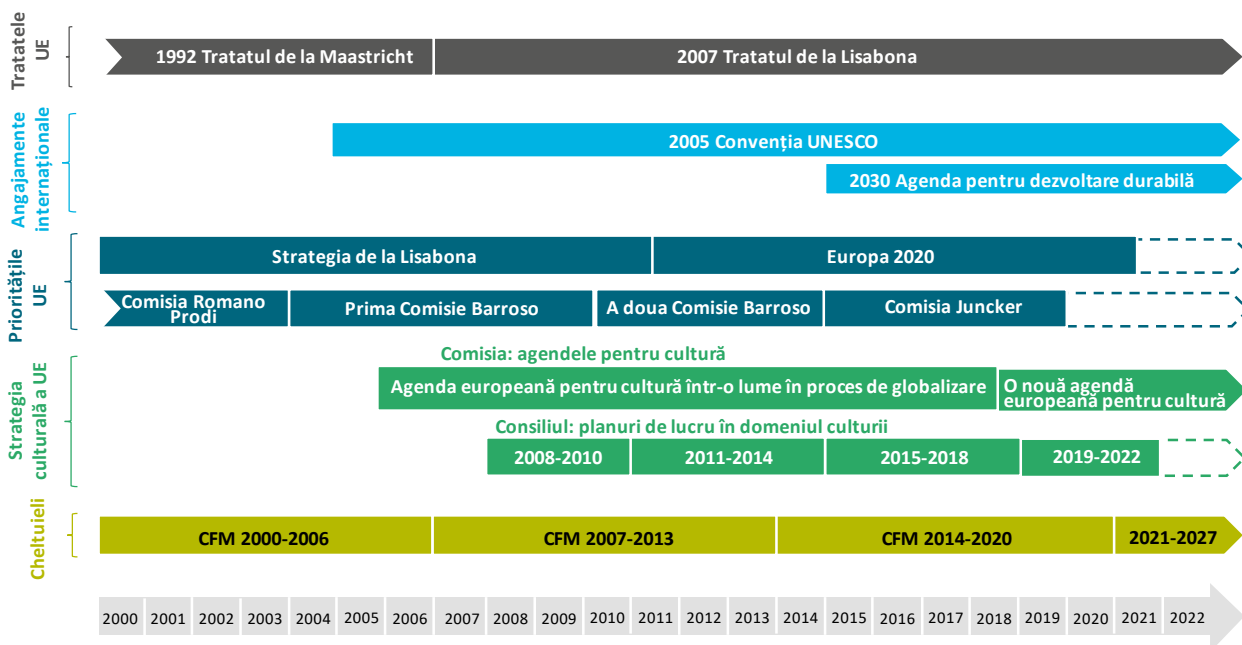 Tratatele
UE
1992 Tratatul de la Maastricht
2007 Tratatul de la Lisabona
Angajamente
internaționale
2005 Convenția UNESCO
2030 Agenda pentru dezvoltare durabilă
Prioritățile
UE
Strategia de la Lisabona
Europa 2020
Comisia Romano
Prodi
Prima Comisie Barroso
A doua Comisie Barroso
Comisia Juncker
Strategia
culturală a UE
Comisia: agendele pentru cultură
Agenda europeană pentru cultură într-o lume în proces de globalizare
O nouă agendă
europeană pentru cultură
Consiliul: planuri de lucru în domeniul culturii
2008-2010
2011-2014
2015-2018
2019-2022
Cheltuieli
CFM 2000-2006
CFM 2007-2013
CFM 2014-2020
2021-2027
2000 2001 2002 2003 2004 2005 2006 2007 2008 2009 2010 2011 2012 2013 2014 2015 2016 2017 2018 2019 2020 2021 2022